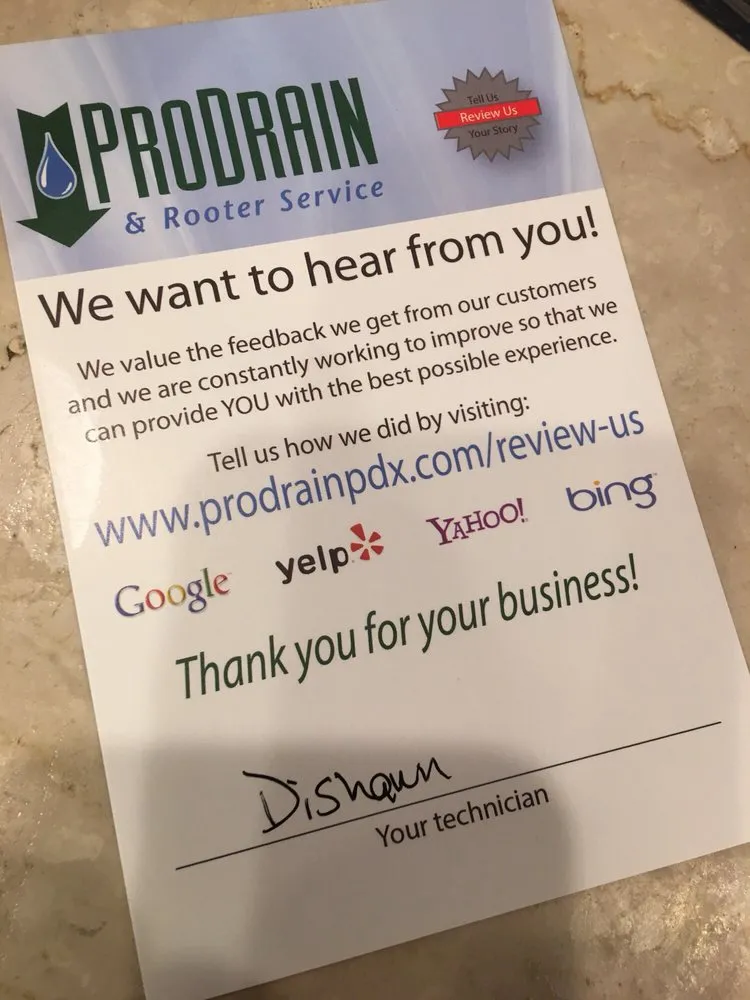 PRODRAIN
& Rooter Service
Tell Us
Review Us
Your Story
We want to hear from you!
We value the feedback we get from our customers
and we are constantly working to improve so that we
can provide YOU with the best possible experience.
Tell us how we did by visiting:
www.prodrainpdx.com/review-us
Google yelp YAHOO! bing
Thank you for your business!
Dishaun
Your technician